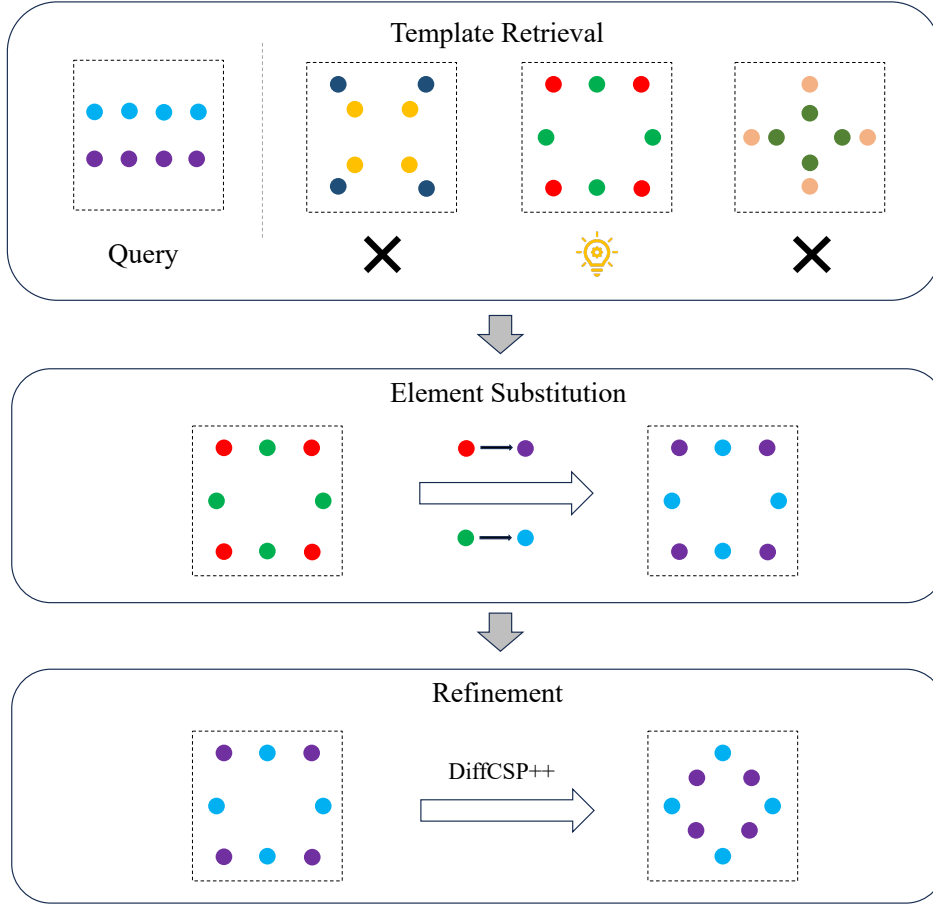 Template Retrieval
Query
Element Substitution
Refinement
DiffCSP++